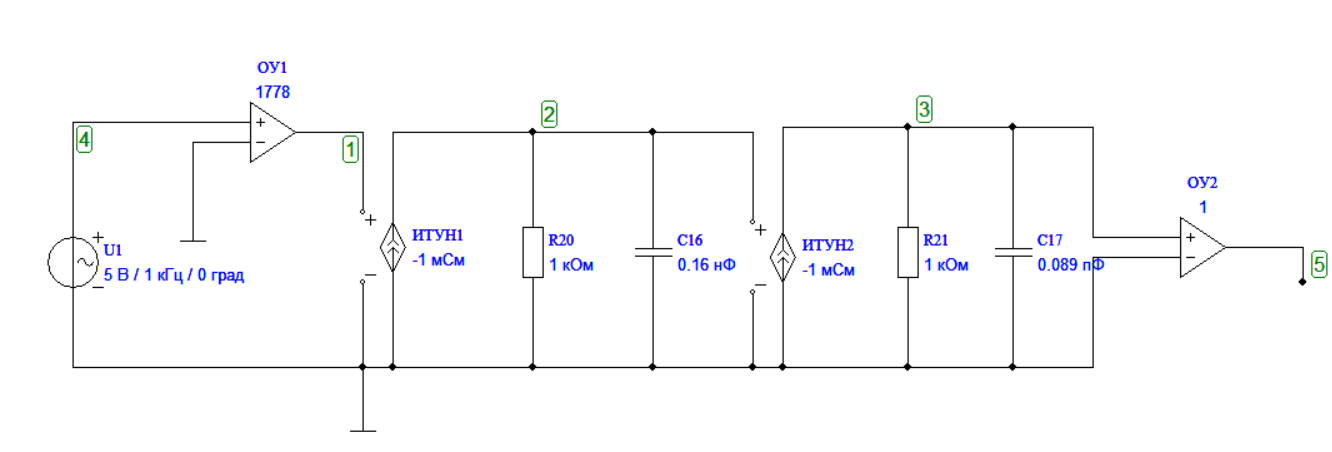 ОУ1
1778
4
1
2
3
ОУ2
1
U1
5 В / 1 кГц / 0 град
ИТУН1
-1 мСм
R20
1 кОм
C16
0.16 нФ
ИТУН2
-1 мСм
R21
1 кОм
C17
0.089 пФ
5